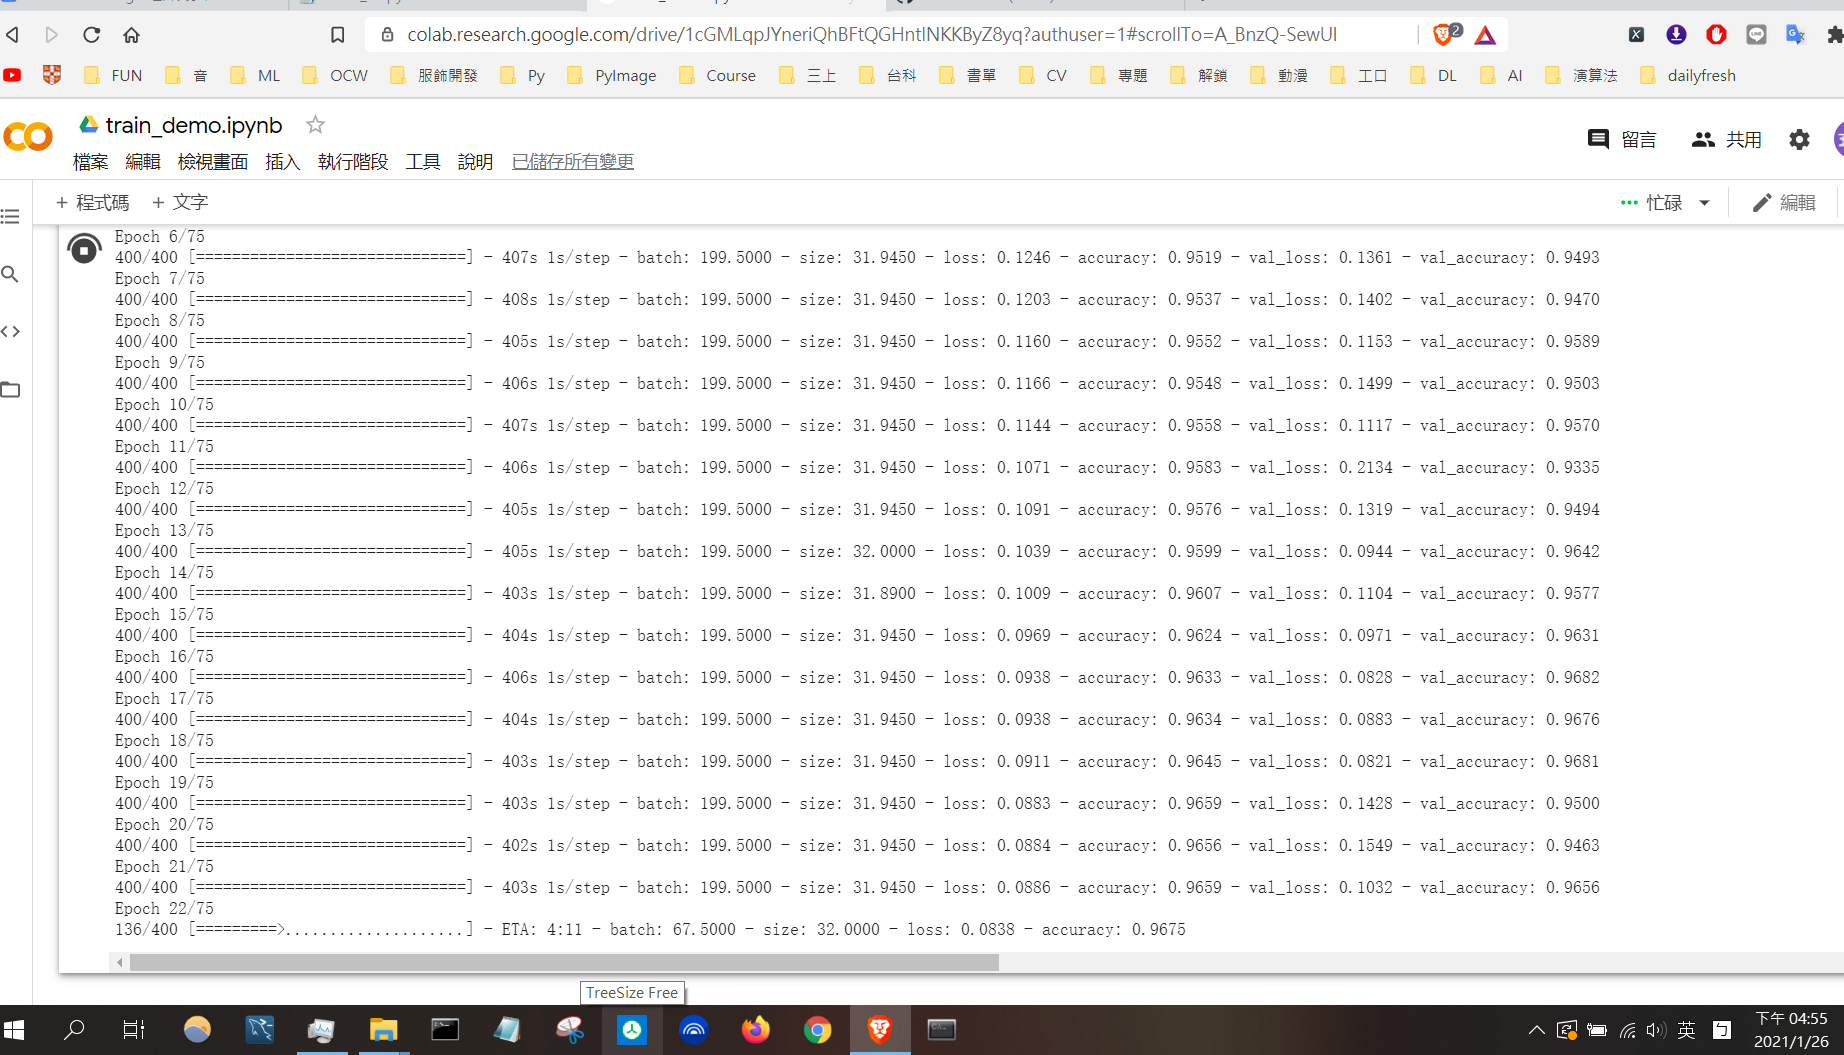 colab.research.google.com/drive/1cGMLqpJYneriQhBFtQGHntlNKKByZ8yq?authuser=1#scrollTo=A_BnzQ-SewUI
2
FUN 音 ML OCW 服飾開發 Py PyImage Course 三上 台科 書單 CV 專題 解鎖 動漫 工口 DL AI 演算法 dailyfresh
train_demo.ipynb
留言 共用
檔案 編輯 檢視畫面 插入 執行階段 工具 說明 已儲存所有變更
+ 程式碼 + 文字
忙碌 編輯
Epoch 6/75
400/400 [==============================] - 407s 1s/step - batch: 199.5000 - size: 31.9450 - loss: 0.1246 - accuracy: 0.9519 - val_loss: 0.1361 - val_accuracy: 0.9493
Epoch 7/75
400/400 [==============================] - 408s 1s/step - batch: 199.5000 - size: 31.9450 - loss: 0.1203 - accuracy: 0.9537 - val_loss: 0.1402 - val_accuracy: 0.9470
Epoch 8/75
400/400 [==============================] - 405s 1s/step - batch: 199.5000 - size: 31.9450 - loss: 0.1160 - accuracy: 0.9552 - val_loss: 0.1153 - val_accuracy: 0.9589
Epoch 9/75
400/400 [==============================] - 406s 1s/step - batch: 199.5000 - size: 31.9450 - loss: 0.1166 - accuracy: 0.9548 - val_loss: 0.1499 - val_accuracy: 0.9503
Epoch 10/75
400/400 [==============================] - 407s 1s/step - batch: 199.5000 - size: 31.9450 - loss: 0.1144 - accuracy: 0.9558 - val_loss: 0.1117 - val_accuracy: 0.9570
Epoch 11/75
400/400 [==============================] - 406s 1s/step - batch: 199.5000 - size: 31.9450 - loss: 0.1071 - accuracy: 0.9583 - val_loss: 0.2134 - val_accuracy: 0.9335
Epoch 12/75
400/400 [==============================] - 405s 1s/step - batch: 199.5000 - size: 31.9450 - loss: 0.1091 - accuracy: 0.9576 - val_loss: 0.1319 - val_accuracy: 0.9494
Epoch 13/75
400/400 [==============================] - 405s 1s/step - batch: 199.5000 - size: 32.0000 - loss: 0.1039 - accuracy: 0.9599 - val_loss: 0.0944 - val_accuracy: 0.9642
Epoch 14/75
400/400 [==============================] - 403s 1s/step - batch: 199.5000 - size: 31.8900 - loss: 0.1009 - accuracy: 0.9607 - val_loss: 0.1104 - val_accuracy: 0.9577
Epoch 15/75
400/400 [==============================] - 404s 1s/step - batch: 199.5000 - size: 31.9450 - loss: 0.0969 - accuracy: 0.9624 - val_loss: 0.0971 - val_accuracy: 0.9631
Epoch 16/75
400/400 [==============================] - 406s 1s/step - batch: 199.5000 - size: 31.9450 - loss: 0.0938 - accuracy: 0.9633 - val_loss: 0.0828 - val_accuracy: 0.9682
Epoch 17/75
400/400 [==============================] - 404s 1s/step - batch: 199.5000 - size: 31.9450 - loss: 0.0938 - accuracy: 0.9634 - val_loss: 0.0883 - val_accuracy: 0.9676
Epoch 18/75
400/400 [==============================] - 403s 1s/step - batch: 199.5000 - size: 31.9450 - loss: 0.0911 - accuracy: 0.9645 - val_loss: 0.0821 - val_accuracy: 0.9681
Epoch 19/75
400/400 [==============================] - 403s 1s/step - batch: 199.5000 - size: 31.9450 - loss: 0.0883 - accuracy: 0.9659 - val_loss: 0.1428 - val_accuracy: 0.9500
Epoch 20/75
400/400 [==============================] - 402s 1s/step - batch: 199.5000 - size: 31.9450 - loss: 0.0884 - accuracy: 0.9656 - val_loss: 0.1549 - val_accuracy: 0.9463
Epoch 21/75
400/400 [==============================] - 403s 1s/step - batch: 199.5000 - size: 31.9450 - loss: 0.0886 - accuracy: 0.9659 - val_loss: 0.1032 - val_accuracy: 0.9656
Epoch 22/75
136/400 [=========>....................] - ETA: 4:11 - batch: 67.5000 - size: 32.0000 - loss: 0.0838 - accuracy: 0.9675
TreeSize Free
英
下午 04:55
2021/1/26